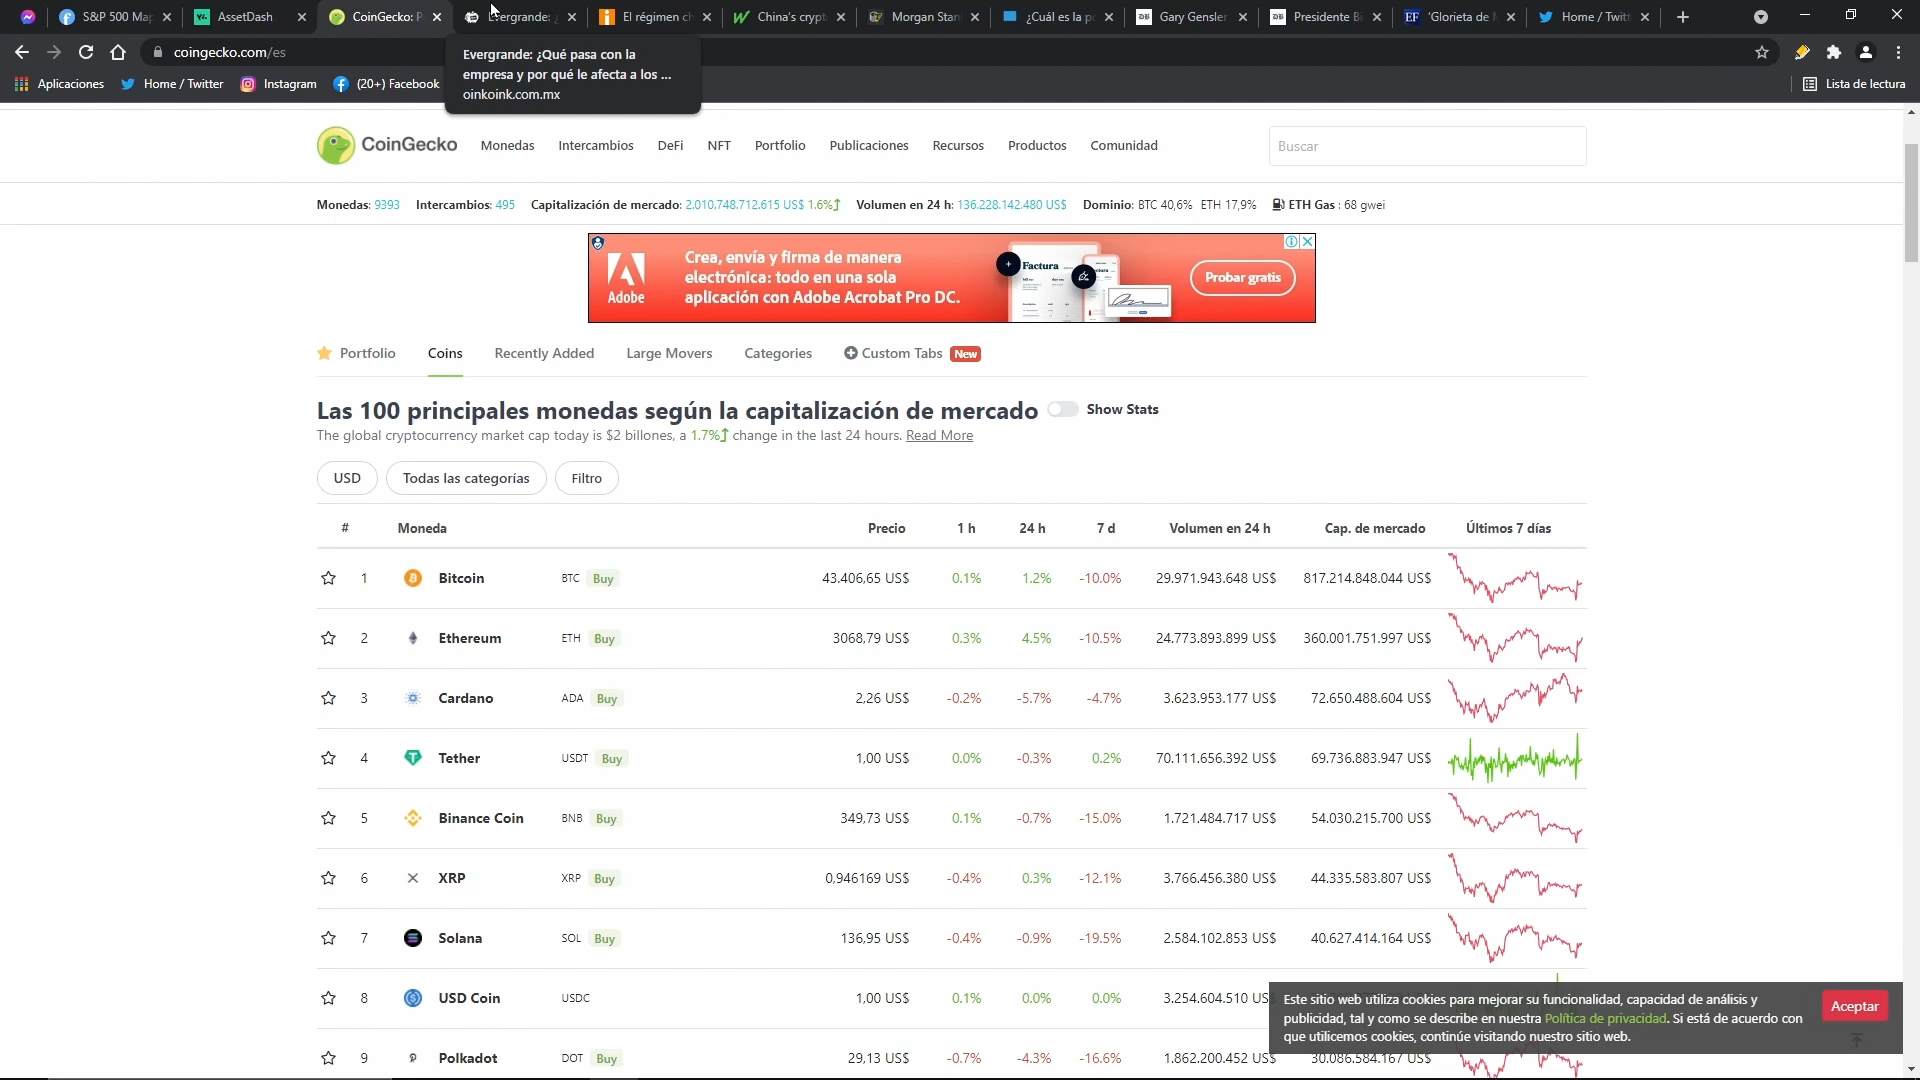 S&P 500 Map
AssetDash
CoinGecko: P
Evergrande: ¿
El régimen ch
China's crypt
Morgan Stan
¿Cuál es la po
Gary Gensler
Presidente Bi
'Glorieta de
Home / Twitt
coingecko.com/es
Aplicaciones
Home / Twitter
Instagram
(20+) Facebook
Lista de lectura
Evergrande: ¿Qué pasa con la
empresa y por qué le afecta a los ...
oinkoink.com.mx
CoinGecko
Monedas Intercambios DeFi NFT Portfolio Publicaciones Recursos Productos Comunidad
Buscar
Monedas: 9393 Intercambios: 495 Capitalización de mercado: 2.010.748.712.615 US$ 1.6% Volumen en 24 h: 136.228.142.480 US$ Dominio: BTC 40,6% ETH 17,9% ETH Gas : 68 gwei
Adobe
Crea, envía y firma de manera
electrónica: todo en una sola
aplicación con Adobe Acrobat Pro DC.
Factura
Probar gratis
Portfolio Coins Recently Added Large Movers Categories Custom Tabs New
Las 100 principales monedas según la capitalización de mercado Show Stats
The global cryptocurrency market cap today is $2 billones, a 1.7% change in the last 24 hours. Read More
USD Todas las categorías Filtro
# Moneda Precio 1 h 24 h 7 d Volumen en 24 h Cap. de mercado Últimos 7 días
1 Bitcoin BTC Buy 43.406,65 US$ 0.1% 1.2% -10.0% 29.971.943.648 US$ 817.214.848.044 US$
2 Ethereum ETH Buy 3068,79 US$ 0.3% 4.5% -10.5% 24.773.893.899 US$ 360.001.751.997 US$
3 Cardano ADA Buy 2,26 US$ -0.2% -5.7% -4.7% 3.623.953.177 US$ 72.650.488.604 US$
4 Tether USDT Buy 1,00 US$ 0.0% -0.3% 0.2% 70.111.656.392 US$ 69.736.883.947 US$
5 Binance Coin BNB Buy 349,73 US$ 0.1% -0.7% -15.0% 1.721.484.717 US$ 54.030.215.700 US$
6 XRP XRP Buy 0,946169 US$ -0.4% 0.3% -12.1% 3.766.456.380 US$ 44.335.583.807 US$
7 Solana SOL Buy 136,95 US$ -0.4% -0.9% -19.5% 2.584.102.853 US$ 40.627.414.164 US$
8 USD Coin USDC 1,00 US$ 0.1% 0.0% 0.0% 3.254.604.510 US$
9 Polkadot DOT Buy 29,13 US$ -0.7% -4.3% -16.6% 1.862.200.452 US$ 30.086.584.167 US$
Este sitio web utiliza cookies para mejorar su funcionalidad, capacidad de análisis y
publicidad, tal y como se describe en nuestra Política de privacidad. Si está de acuerdo con
que utilicemos cookies, continúe visitando nuestro sitio web.
Aceptar